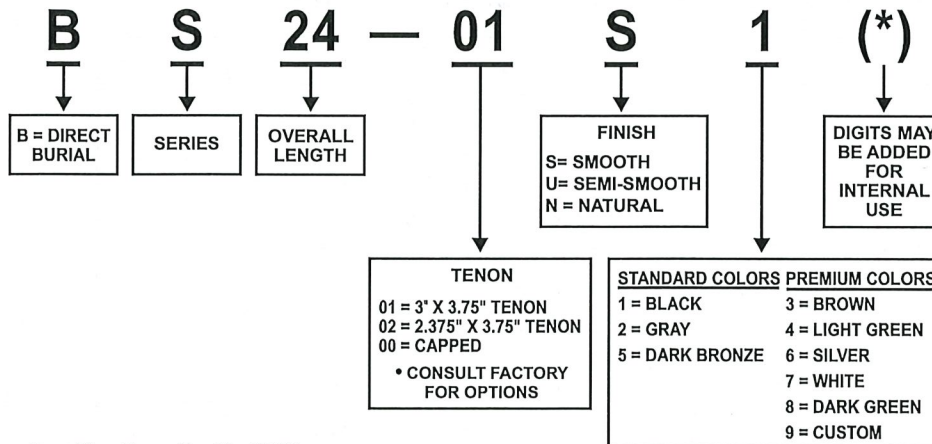 B S 24 — 01 S 1 (*)
B = DIRECT
BURIAL
SERIES
OVERALL
LENGTH
FINISH
S= SMOOTH
U= SEMI-SMOOTH
N = NATURAL
DIGITS MAY
BE ADDED
FOR
INTERNAL
USE
TENON
01 = 3" X 3.75" TENON
02 = 2.375" X 3.75" TENON
00 = CAPPED
• CONSULT FACTORY
FOR OPTIONS
STANDARD COLORS
1 = BLACK
2 = GRAY
5 = DARK BRONZE
PREMIUM COLORS
3 = BROWN
4 = LIGHT GREEN
6 = SILVER
7 = WHITE
8 = DARK GREEN
9 = CUSTOM